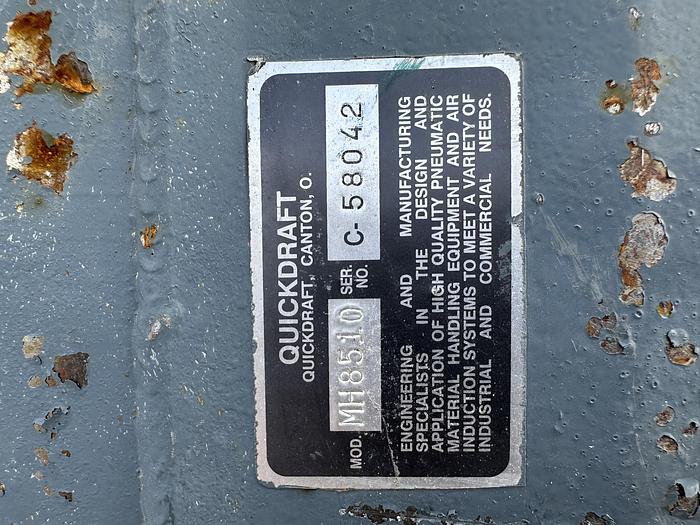 QUICKDRAFT
QUICKDRAFT, CANTON, O.
MOD. MH8510 SER. NO. C-58042
ENGINEERING AND MANUFACTURING
SPECIALISTS IN THE DESIGN AND
APPLICATION OF HIGH QUALITY PNEUMATIC
MATERIAL HANDLING EQUIPMENT AND AIR
INDUCTION SYSTEMS TO MEET A VARIETY OF
INDUSTRIAL AND COMMERCIAL NEEDS.